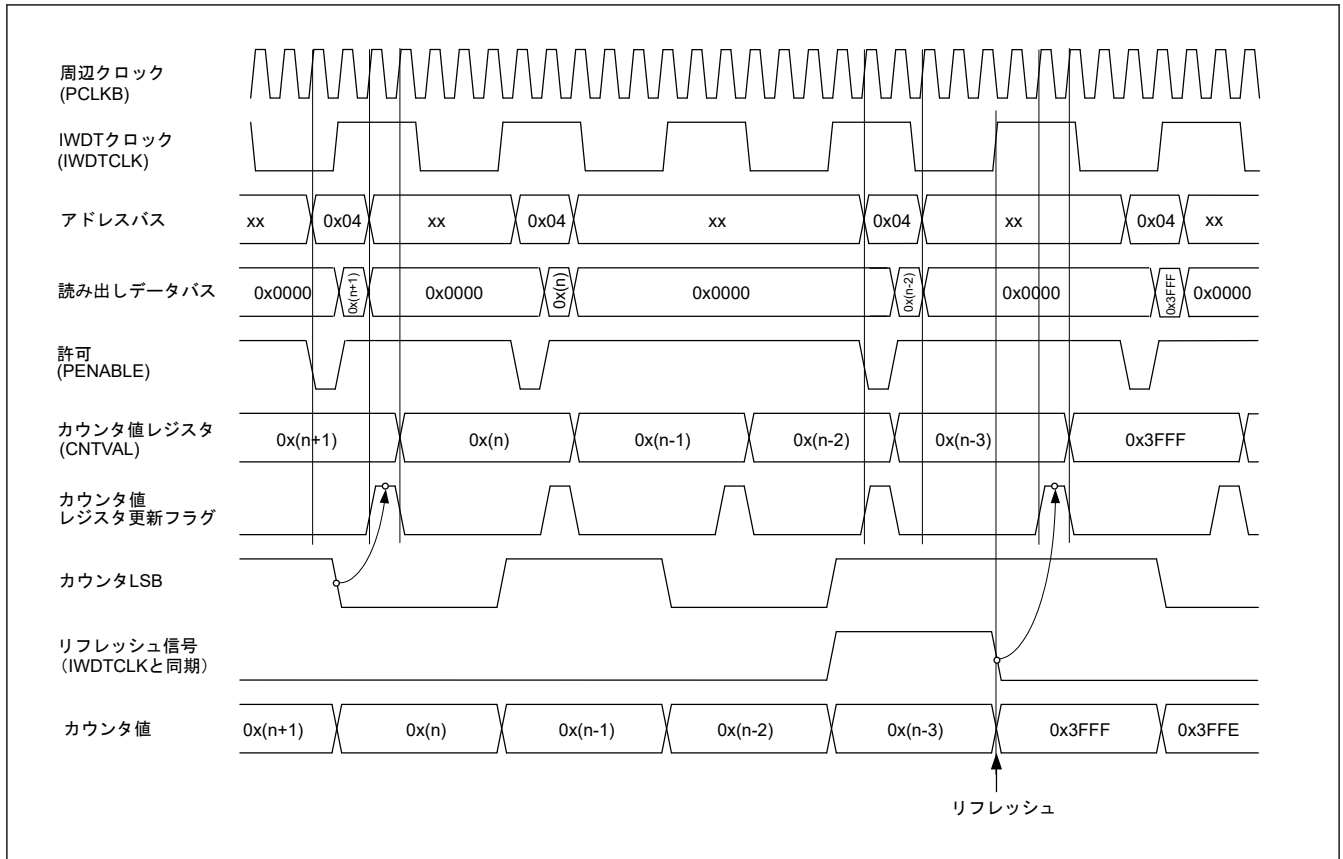 周辺クロック
(PCLKB)
IWDTクロック
(IWDTCLK)
アドレスバス
xx 0x04 xx 0x04 xx 0x04 xx 0x04 xx
読み出しデータバス
0x0000 0x(n+1) 0x0000 0x(n) 0x0000 0x(n-2) 0x0000 0x3FFF 0x0000
許可
(PENABLE)
カウンタ値レジスタ
(CNTVAL)
0x(n+1) 0x(n) 0x(n-1) 0x(n-2) 0x(n-3) 0x3FFF
カウンタ値
レジスタ更新フラグ
カウンタLSB
リフレッシュ信号
（IWDTCLKと同期）
カウンタ値
0x(n+1) 0x(n) 0x(n-1) 0x(n-2) 0x(n-3) 0x3FFF 0x3FFE
リフレッシュ